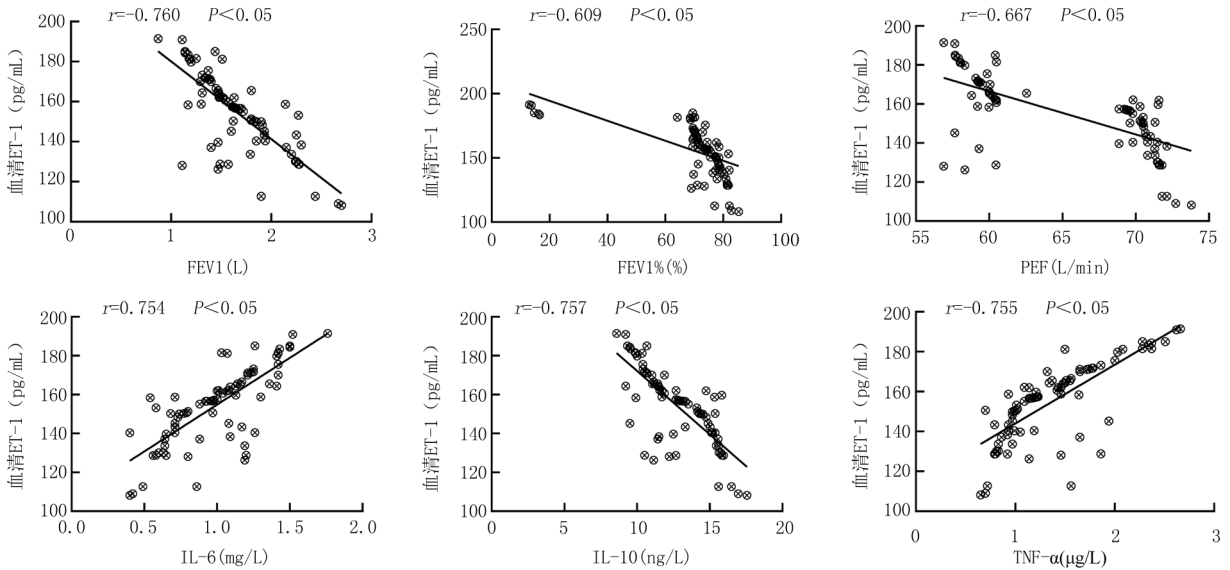 r=-0.760 P<0.05
血清ET-1 (pg/mL)
200
180
160
140
120
100
0 1 2 3
FEV1(L)
r=-0.609 P<0.05
血清ET-1 (pg/mL)
250
200
150
100
0 20 40 60 80 100
FEV1%(%)
r=-0.667 P<0.05
血清ET-1 (pg/mL)
200
180
160
140
120
100
55 60 65 70 75
PEF(L/min)
r=0.754 P<0.05
血清ET-1 (pg/mL)
200
180
160
140
120
100
0.0 0.5 1.0 1.5 2.0
IL-6(mg/L)
r=-0.757 P<0.05
血清ET-1 (pg/mL)
200
180
160
140
120
100
0 5 10 15 20
IL-10(ng/L)
r=-0.755 P<0.05
血清ET-1 (pg/mL)
200
180
160
140
120
100
0 1 2 3
TNF-α(μg/L)